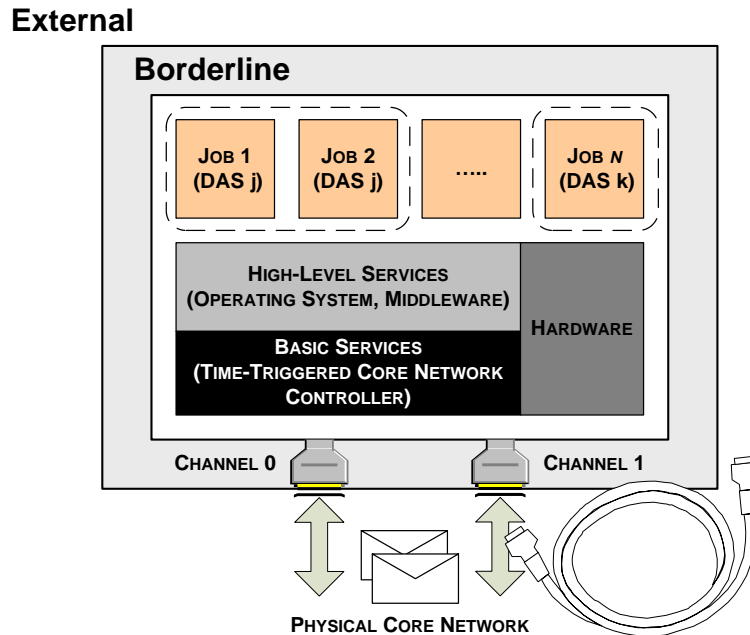 External
Borderline
JOB 1
(DAS j)
JOB 2
(DAS j)
.....
JOB N
(DAS k)
HIGH-LEVEL SERVICES
(OPERATING SYSTEM, MIDDLEWARE)
HARDWARE
BASIC SERVICES
(TIME-TRIGGERED CORE NETWORK
CONTROLLER)
CHANNEL 0
CHANNEL 1
PHYSICAL CORE NETWORK